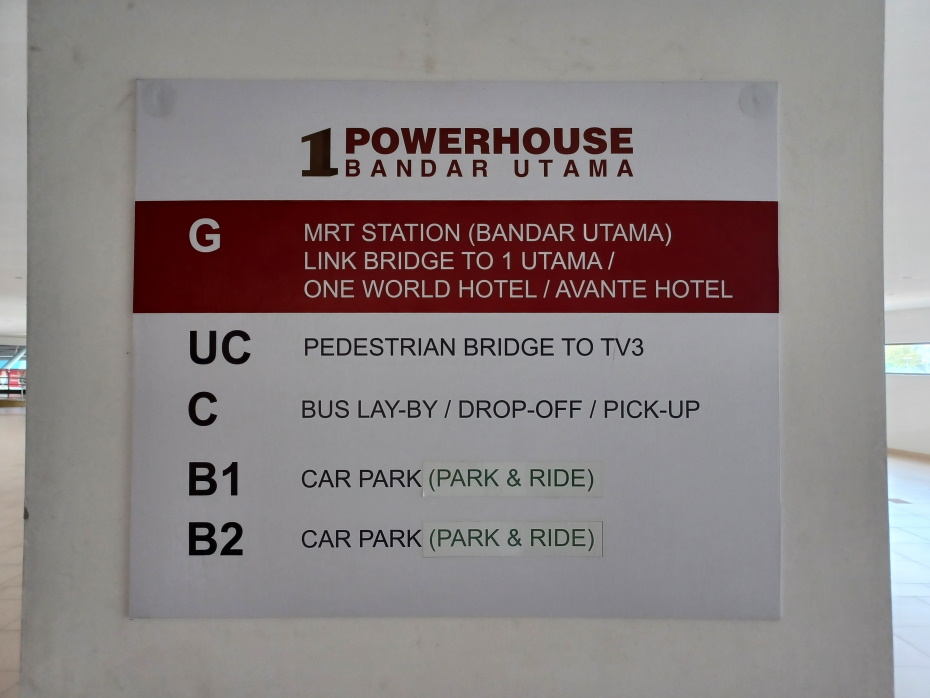 1 POWERHOUSE
BANDAR UTAMA
G MRT STATION (BANDAR UTAMA)
LINK BRIDGE TO 1 UTAMA /
ONE WORLD HOTEL / AVANTE HOTEL
UC PEDESTRIAN BRIDGE TO TV3
C BUS LAY-BY / DROP-OFF / PICK-UP
B1 CAR PARK (PARK & RIDE)
B2 CAR PARK (PARK & RIDE)